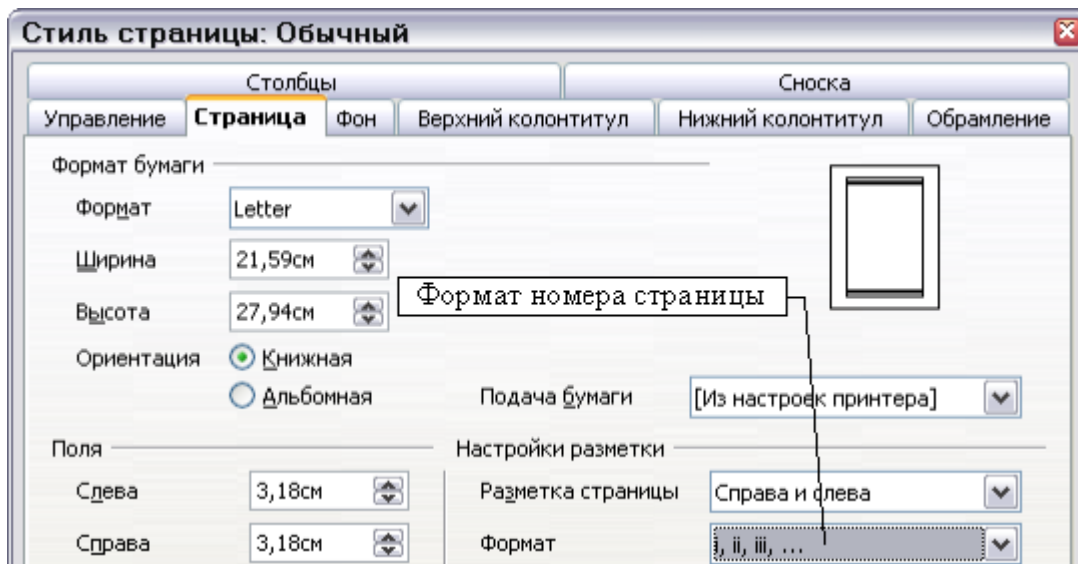 Стиль страницы: Обычный
Столбцы Сноска
Управление Страница Фон Верхний колонтитул Нижний колонтитул Обрамление
Формат бумаги
Формат Letter
Ширина 21,59см
Формат номера страницы
Высота 27,94см
Ориентация Книжная
Альбомная Подача бумаги [Из настроек принтера]
Поля Настройки разметки
Слева 3,18см Разметка страницы Справа и слева
Справа 3,18см Формат i, ii, iii, ...